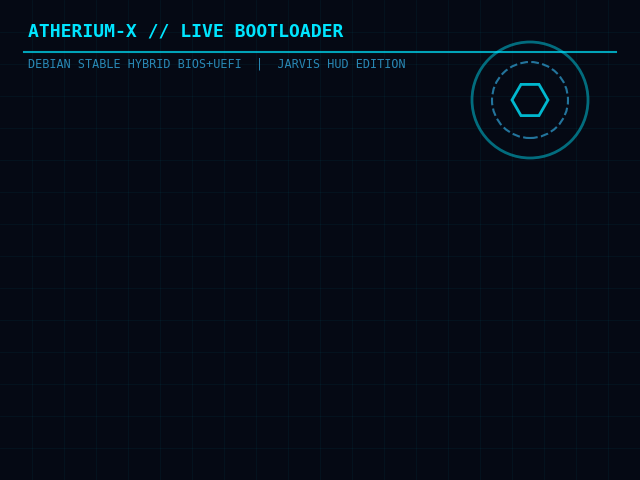 ATHERIUM-X // LIVE BOOTLOADER
DEBIAN STABLE HYBRID BIOS+UEFI | JARVIS HUD EDITION